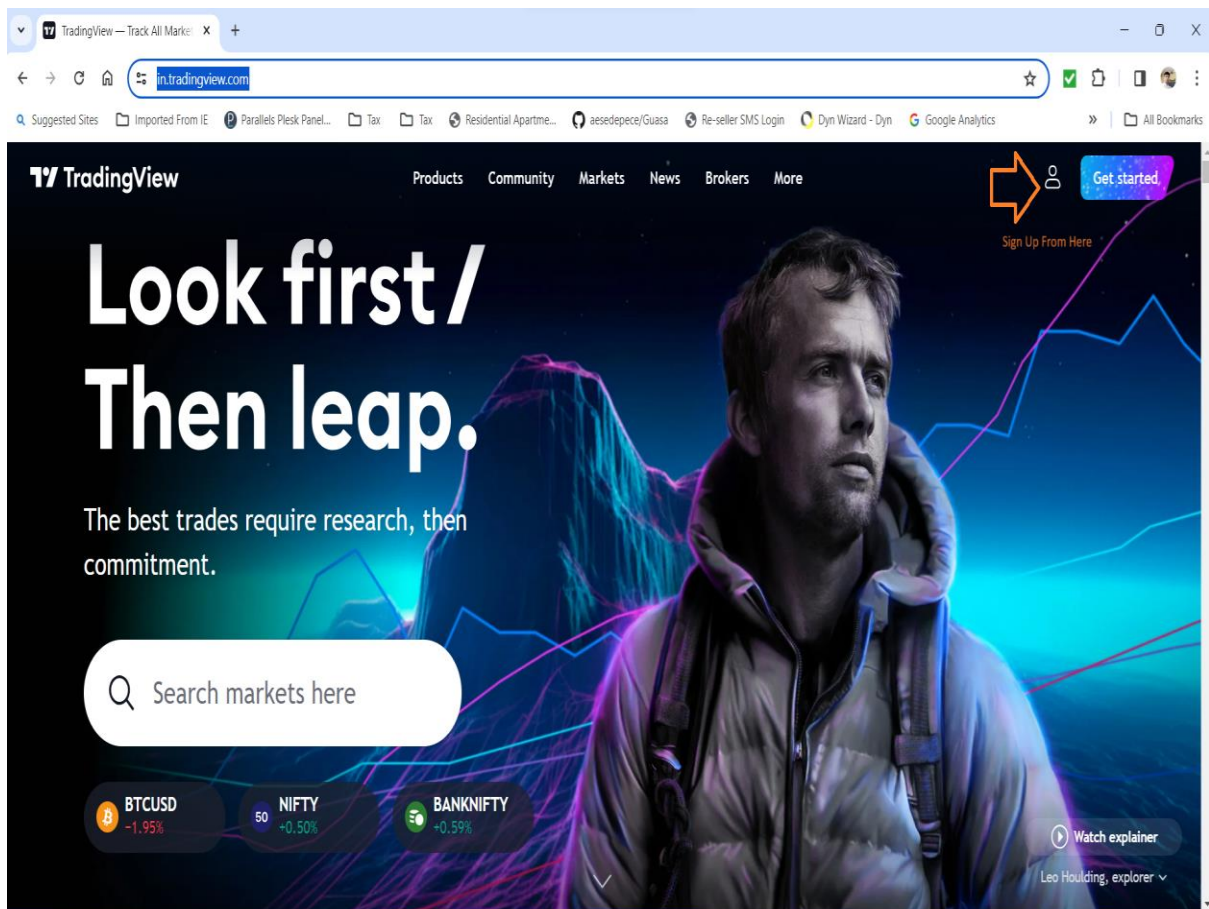 TradingView — Track All Marke
in.tradingview.com
Suggested Sites Imported From IE Parallels Plesk Panel... Tax Tax Residential Apartme... aesedepece/Guasa Re-seller SMS Login Dyn Wizard - Dyn Google Analytics » All Bookmarks
TradingView Products Community Markets News Brokers More Get started
Sign Up From Here
Look first /
Then leap.
The best trades require research, then
commitment.
Search markets here
BTCUSD 50 NIFTY BANKNIFTY
−1.95% +0.50% +0.59%
Watch explainer
Leo Houlding, explorer